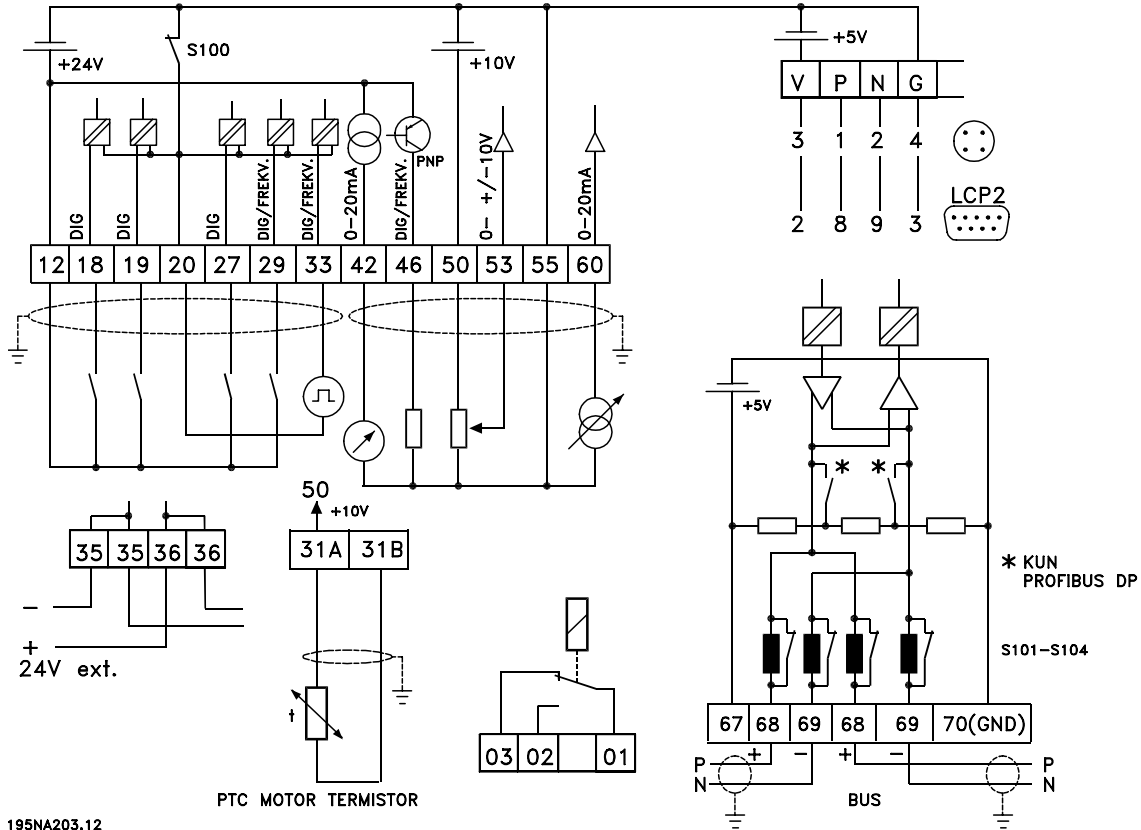 +24V
S100
+10V
+5V
V P N G
3 1 2 4
2 8 9 3
LCP2
PNP
DIG
DIG
DIG
DIG/FREKV.
DIG/FREKV.
0-20mA
DIG/FREKV.
0- +/-10V
0-20mA
12 18 19 20 27 29 33 42 46 50 53 55 60
+5V
* *
* KUN
PROFIBUS DP
S101-S104
67 68 69 68 69 70(GND)
+ - + -
P P
N N
BUS
35 35 36 36
-
+
24V ext.
50
+10V
31A 31B
t
PTC MOTOR TERMISTOR
03 02 01
195NA203.12